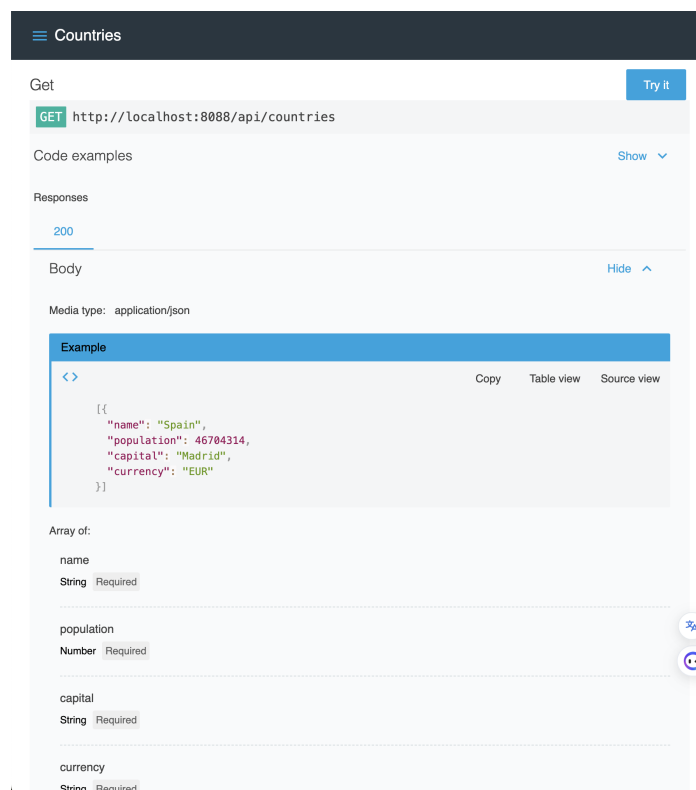 Countries
Get
Try it
GET http://localhost:8088/api/countries
Code examples
Show
Responses
200
Body
Hide
Media type: application/json
Example
Copy Table view Source view
[{
"name": "Spain",
"population": 46704314,
"capital": "Madrid",
"currency": "EUR"
}]
Array of:
name
String Required
population
Number Required
capital
String Required
currency
String Required